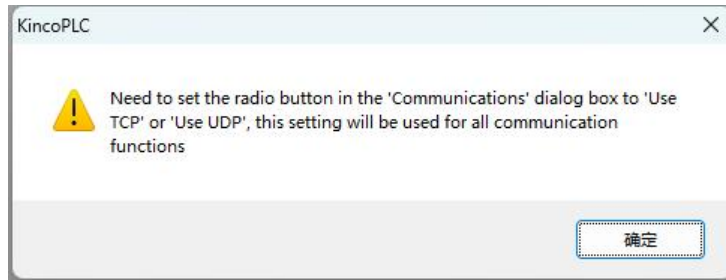 KincoPLC
Need to set the radio button in the 'Communications' dialog box to 'Use
TCP' or 'Use UDP', this setting will be used for all communication
functions
确定